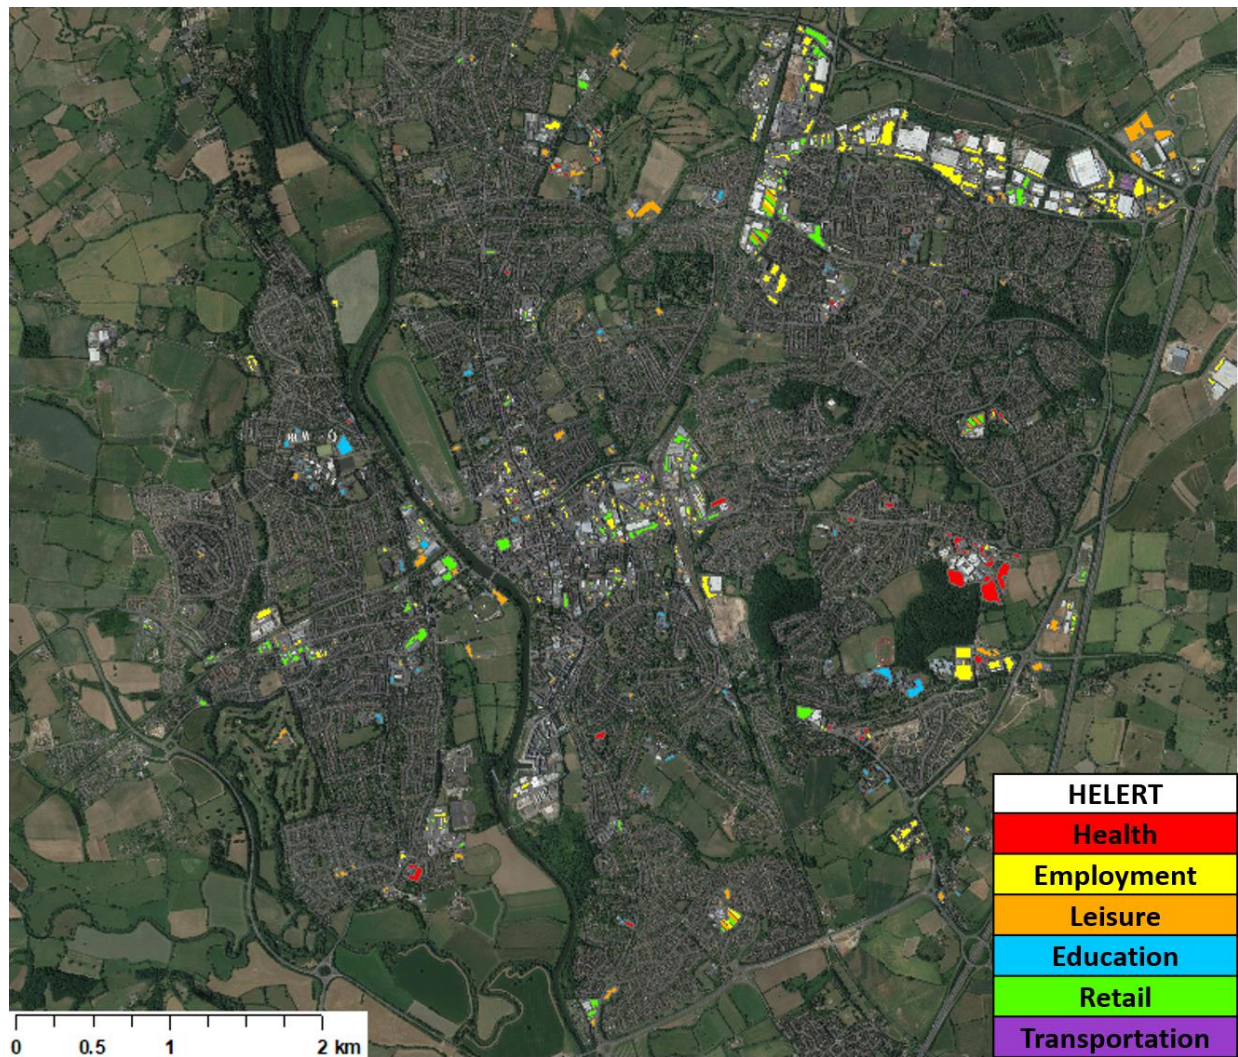 HELERT
Health
Employment
Leisure
Education
Retail
Transportation
0 0.5 1 2 km